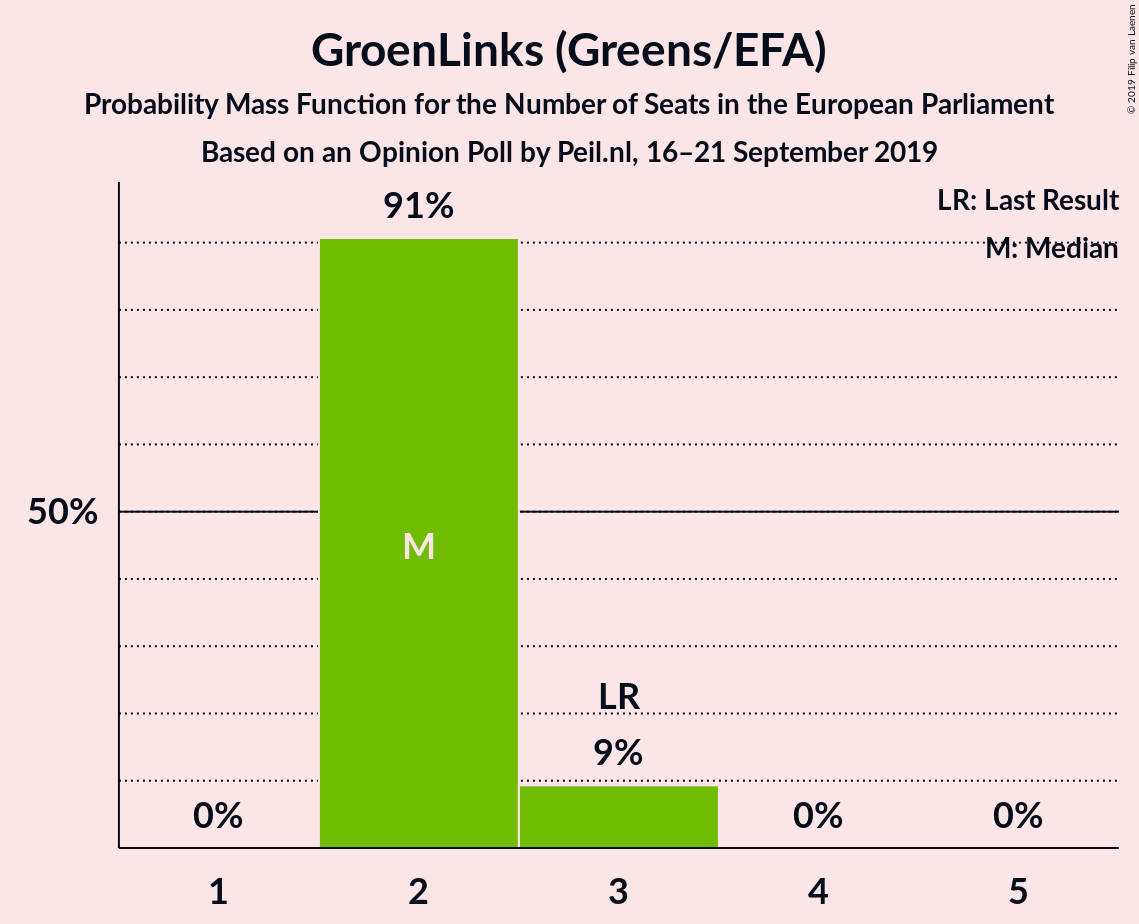 GroenLinks (Greens/EFA)
Probability Mass Function for the Number of Seats in the European Parliament
Based on an Opinion Poll by Peil.nl, 16–21 September 2019
© 2019 Filip van Laenen
LR: Last Result
M: Median
91%
50%
M
LR
9%
0%
0%
0%
1
2
3
4
5